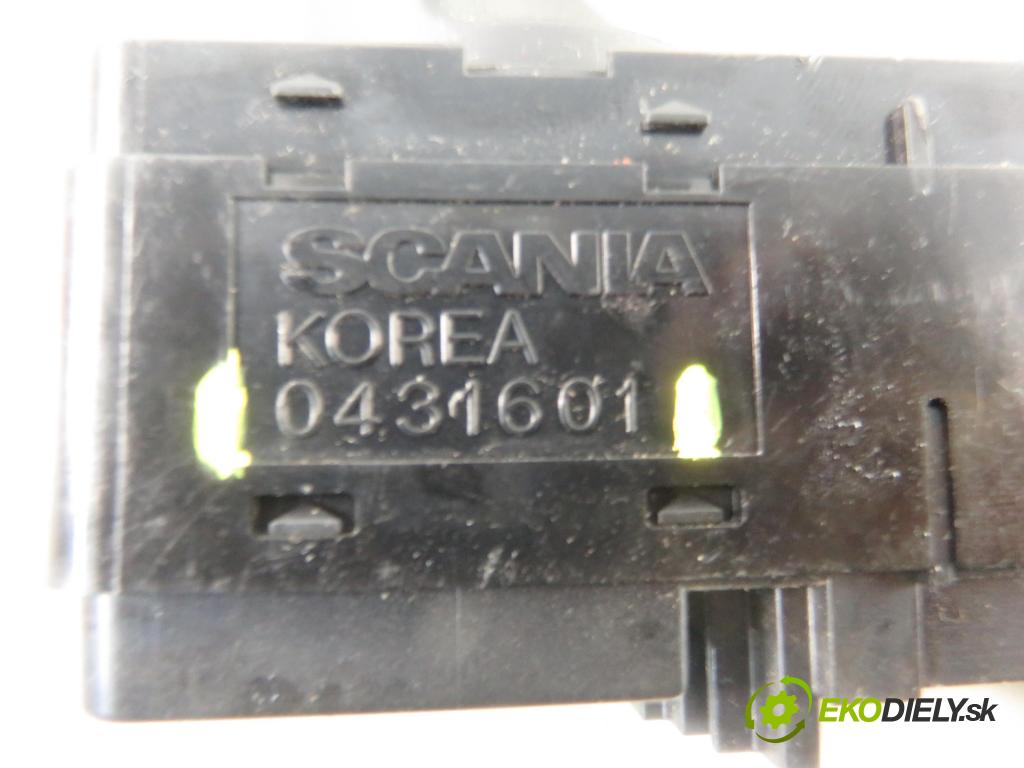 SCANIA
KOREA
0431601
EKODIELY.sk